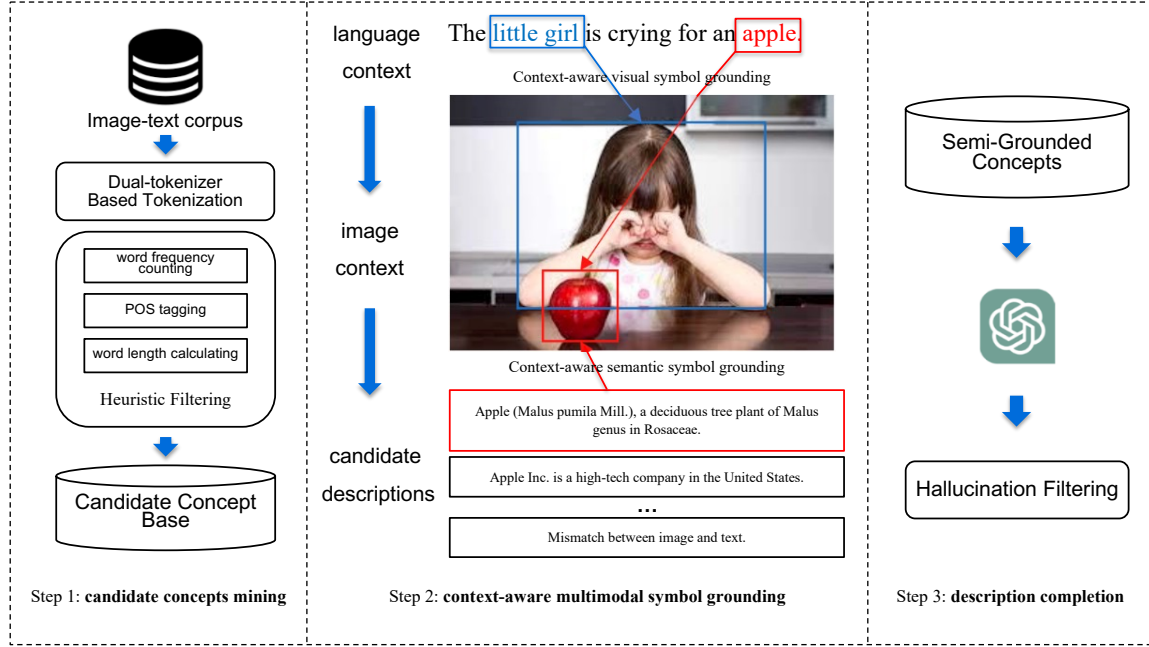 Image-text corpus
Dual-tokenizer
Based Tokenization
word frequency
counting
POS tagging
word length calculating
Heuristic Filtering
Candidate Concept
Base
Step 1: candidate concepts mining
language
context
image
context
candidate
descriptions
The little girl is crying for an apple.
Context-aware visual symbol grounding
Context-aware semantic symbol grounding
Apple (Malus pumila Mill.), a deciduous tree plant of Malus
genus in Rosaceae.
Apple Inc. is a high-tech company in the United States.
...
Mismatch between image and text.
Step 2: context-aware multimodal symbol grounding
Semi-Grounded
Concepts
Hallucination Filtering
Step 3: description completion